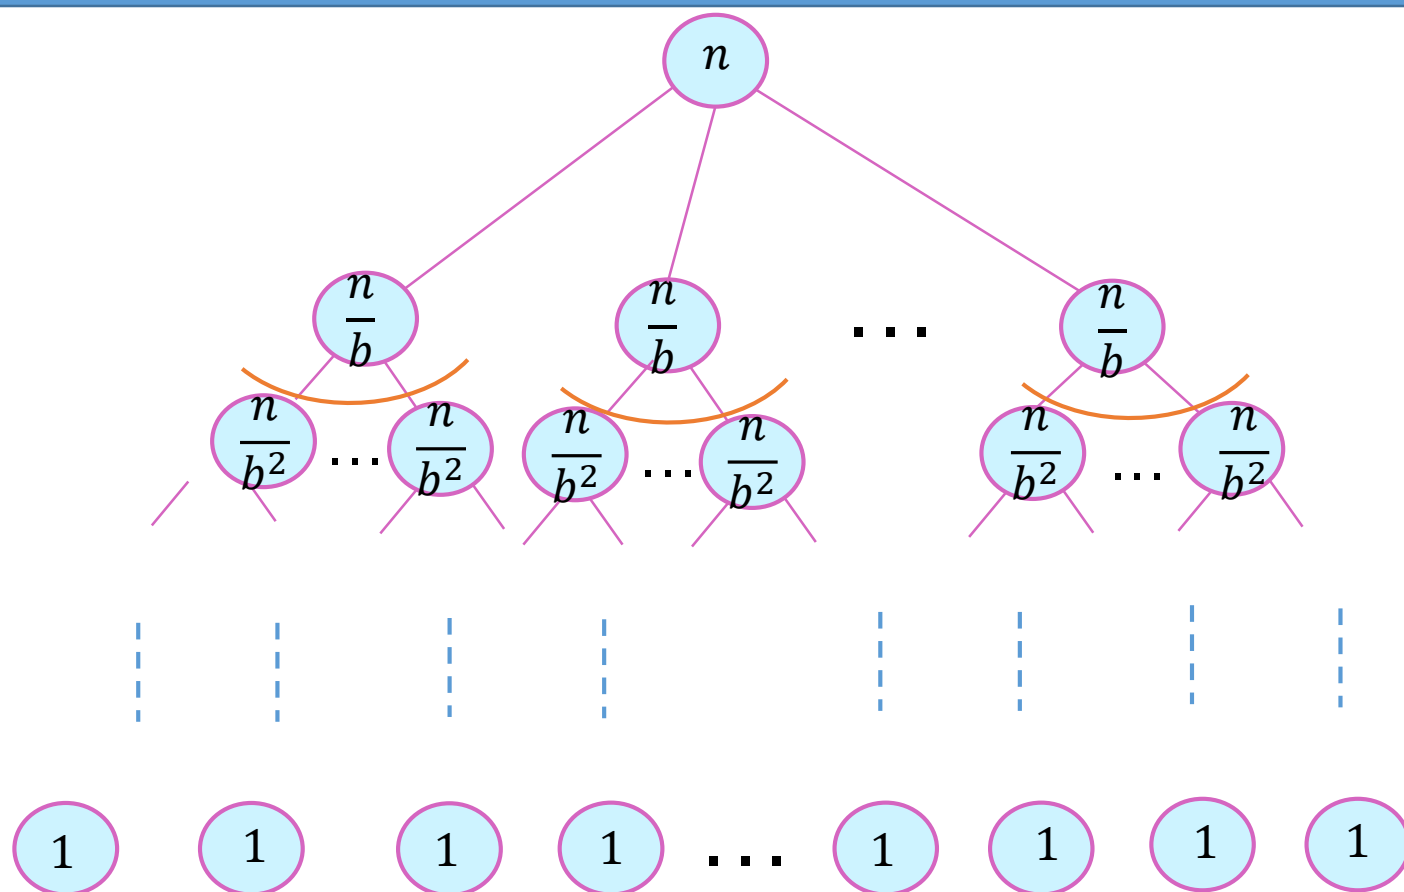 n
n/b n/b ... n/b
n/b² ... n/b² n/b² ... n/b² n/b² ... n/b²
1 1 1 1 ... 1 1 1 1